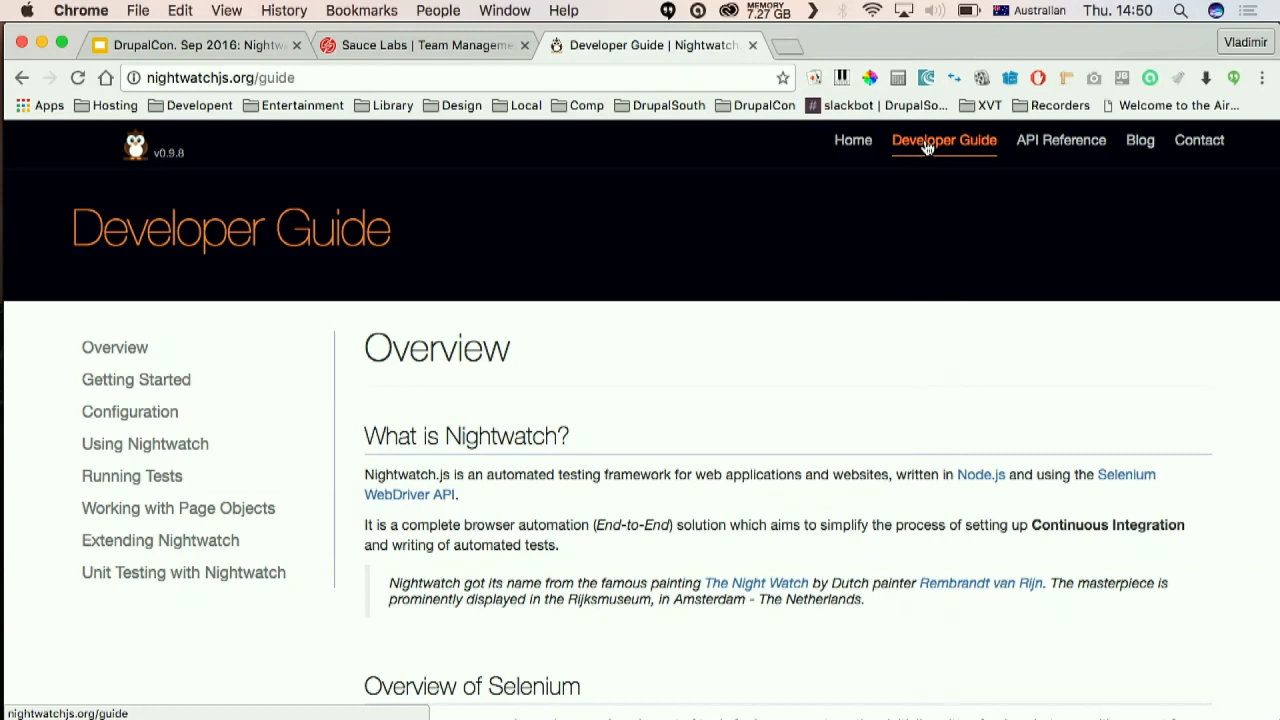 Chrome File Edit View History Bookmarks People Window Help MEMORY 7.27 GB Australian Thu. 14:50
DrupalCon. Sep 2016: Nightw Sauce Labs | Team Manageme Developer Guide | Nightwatch. Vladimir
nightwatchjs.org/guide
Apps Hosting Developent Entertainment Library Design Local Comp DrupalSouth DrupalCon # slackbot | DrupalSo... XVT Recorders Welcome to the Air...
v0.9.8 Home Developer Guide API Reference Blog Contact
Developer Guide
Overview
Getting Started
Configuration
Using Nightwatch
Running Tests
Working with Page Objects
Extending Nightwatch
Unit Testing with Nightwatch
Overview
What is Nightwatch?
Nightwatch.js is an automated testing framework for web applications and websites, written in Node.js and using the Selenium
WebDriver API.
It is a complete browser automation (End-to-End) solution which aims to simplify the process of setting up Continuous Integration
and writing of automated tests.
Nightwatch got its name from the famous painting The Night Watch by Dutch painter Rembrandt van Rijn. The masterpiece is
prominently displayed in the Rijksmuseum, in Amsterdam - The Netherlands.
Overview of Selenium
nightwatchjs.org/guide